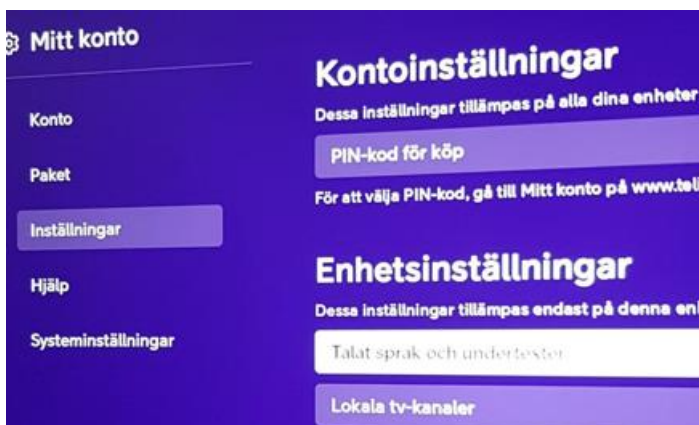 Mitt konto
Konto
Paket
Inställningar
Hjälp
Systeminställningar
Kontoinställningar
Dessa inställningar tillämpas på alla dina enheter
PIN-kod för köp
För att välja PIN-kod, gå till Mitt konto på
Enhetsinställningar
Dessa inställningar tillämpas endast på denna
Talat språk och undertexter
Lokala tv-kanaler